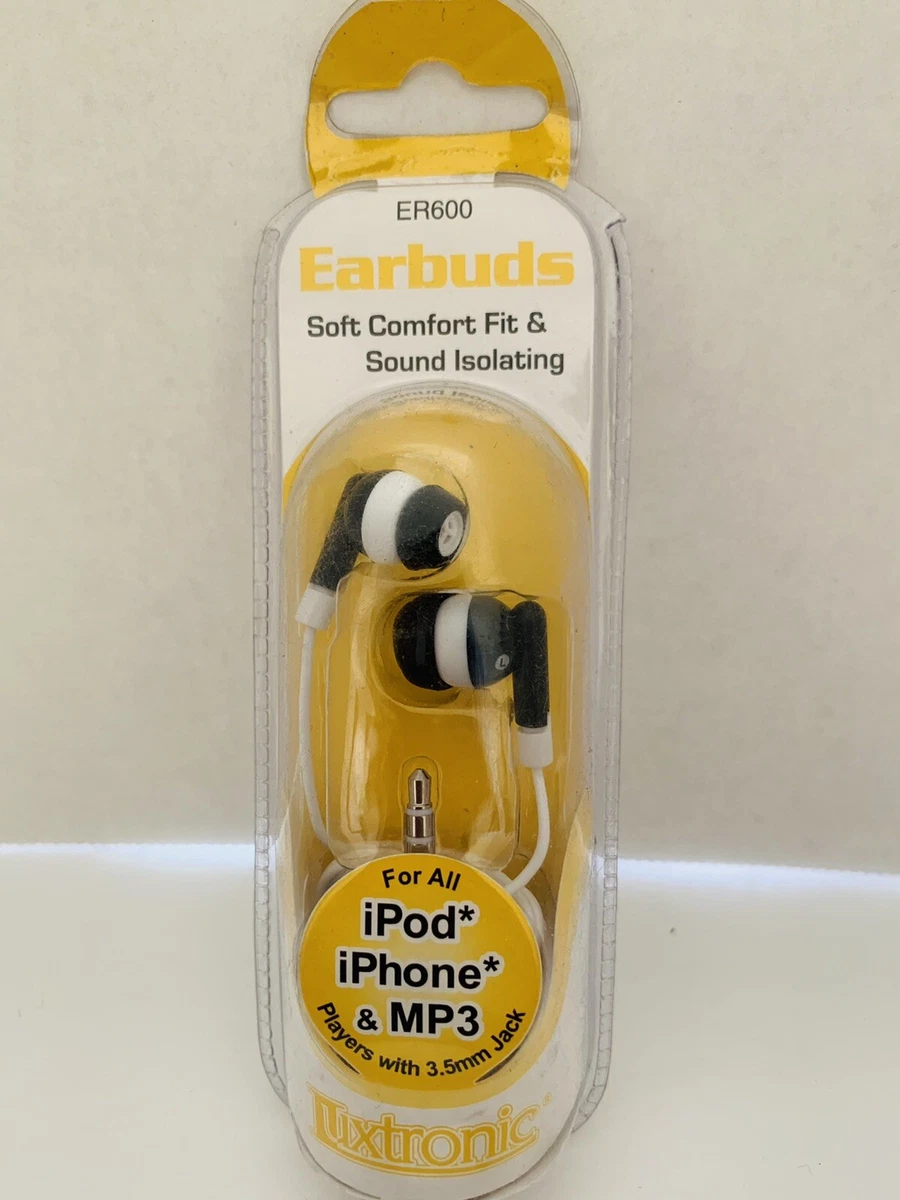 ER600
Earbuds
Soft Comfort Fit &
Sound Isolating
L
For All
iPod*
iPhone*
& MP3
Players with 3.5mm Jack
Luxtronic®